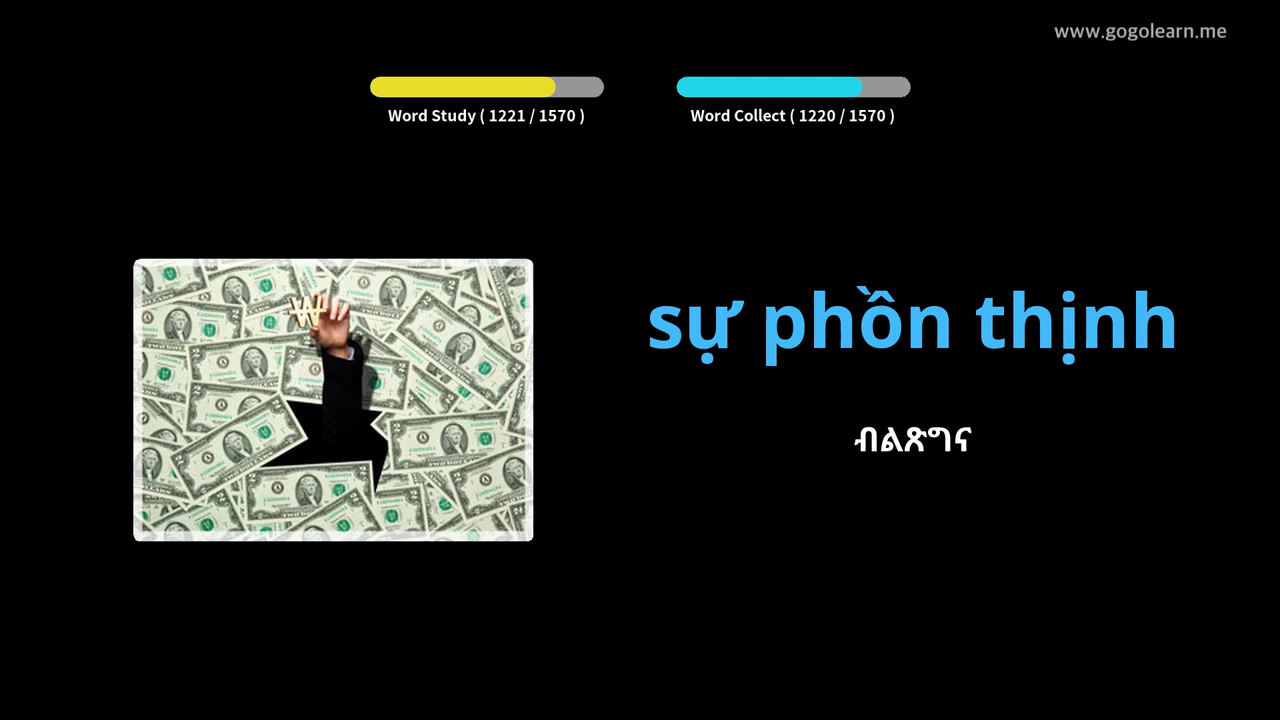 www.gogolearn.me
Word Study ( 1221 / 1570 )
Word Collect ( 1220 / 1570 )
sự phồn thịnh
ብልጽግና